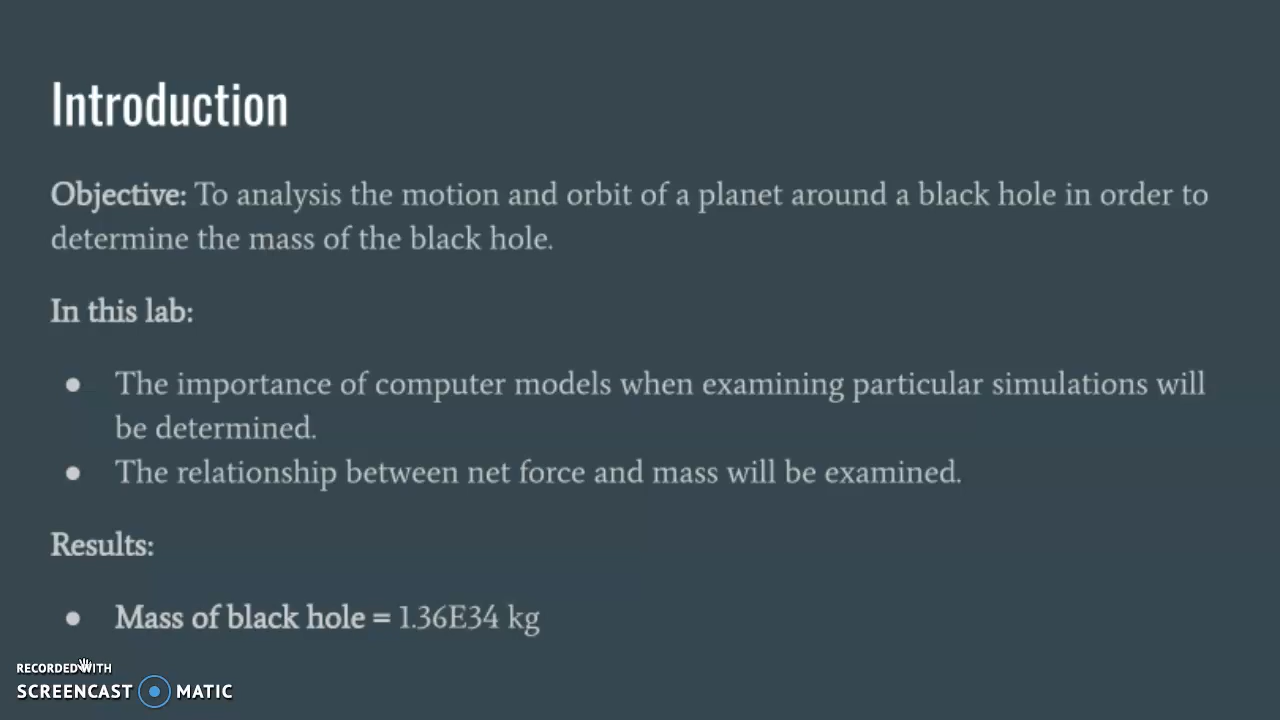 Introduction
Objective: To analysis the motion and orbit of a planet around a black hole in order to
determine the mass of the black hole.
In this lab:
● The importance of computer models when examining particular simulations will
be determined.
● The relationship between net force and mass will be examined.
Results:
● Mass of black hole = 1.36E34 kg
RECORDED WITH
SCREENCAST MATIC